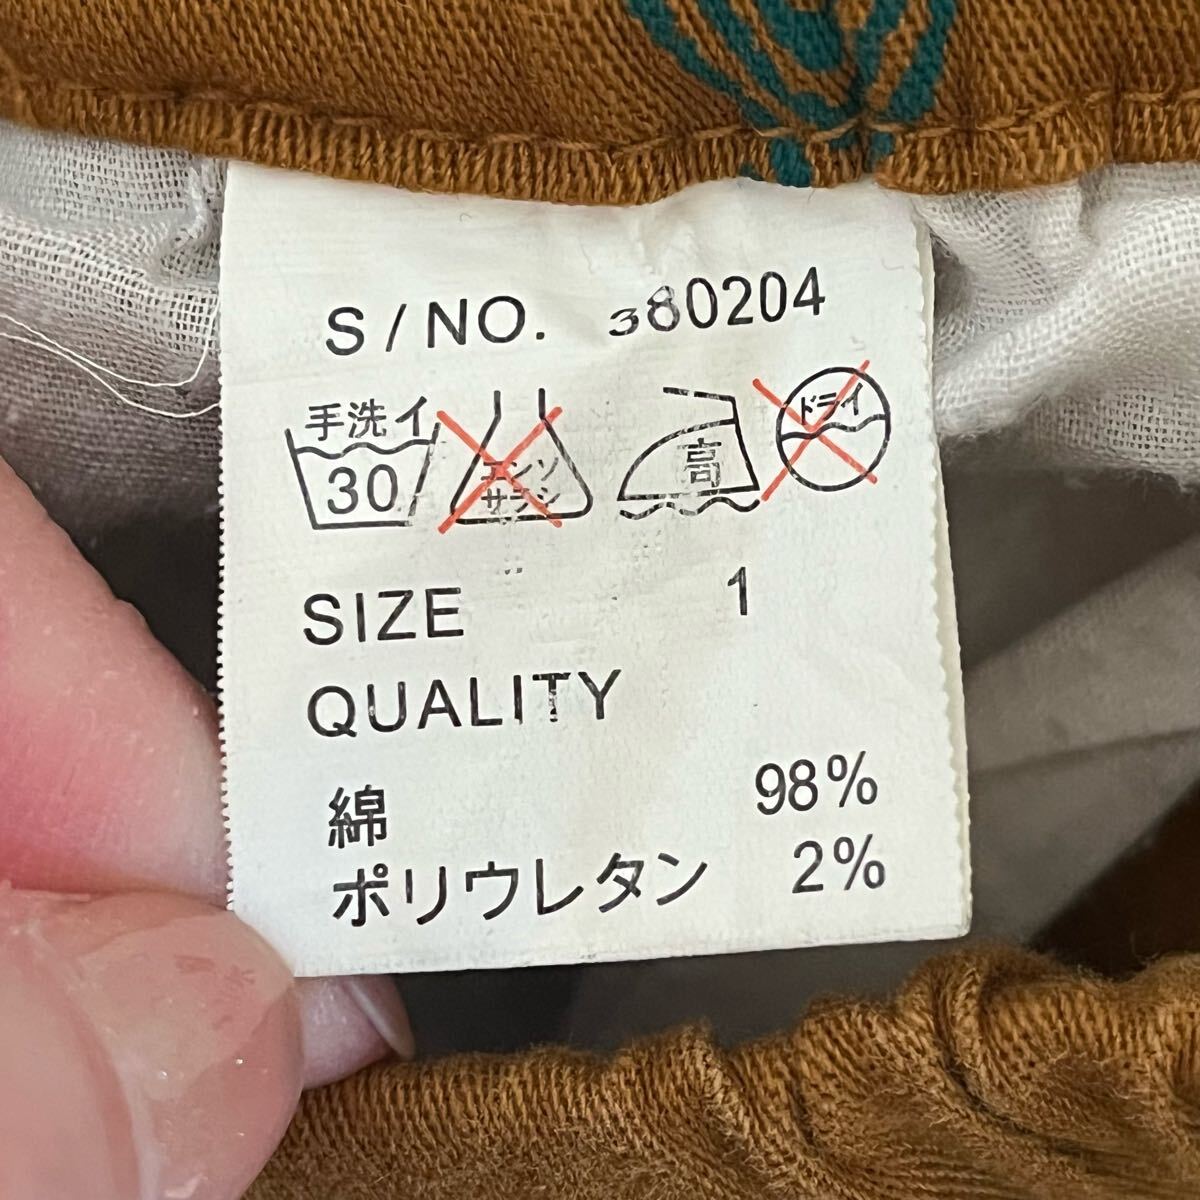 S/NO. 380204
手洗イ
30
エンソ
サラシ
高
ドライ
SIZE 1
QUALITY
綿 98%
ポリウレタン 2%